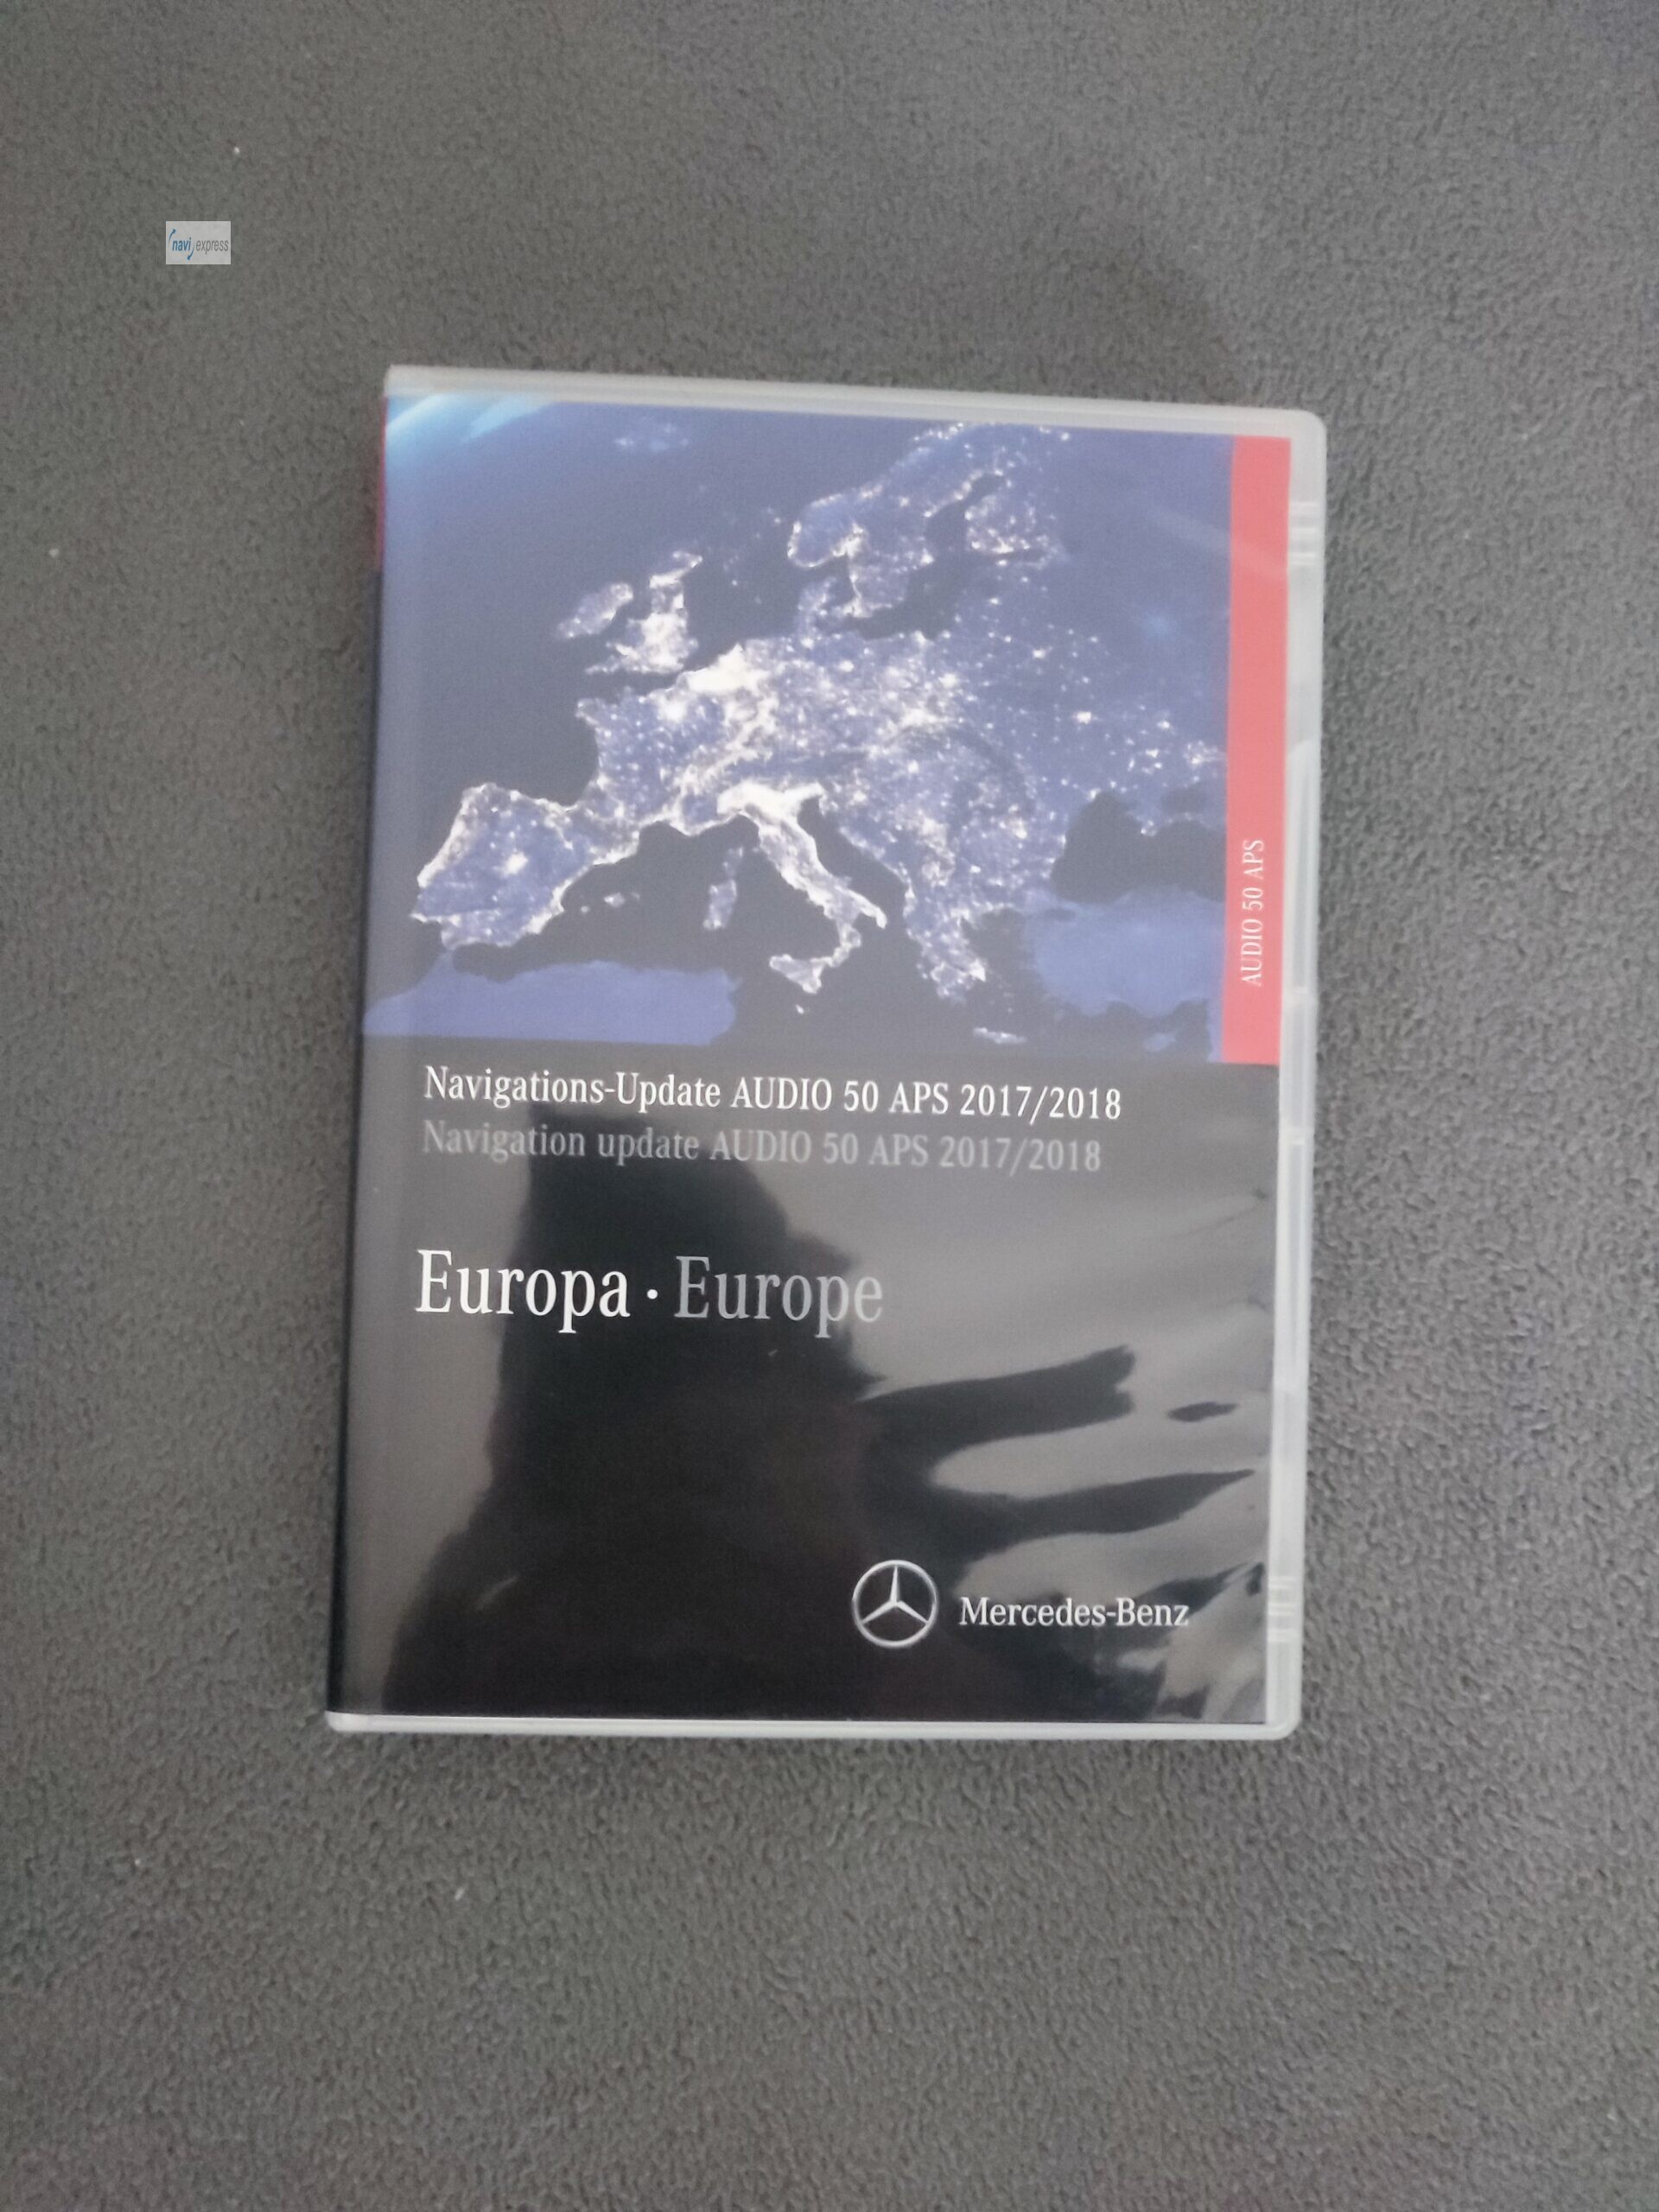 navi express
AUDIO 50 APS
Navigations-Update AUDIO 50 APS 2017/2018
Navigation update AUDIO 50 APS 2017/2018
Europa · Europe
Mercedes-Benz